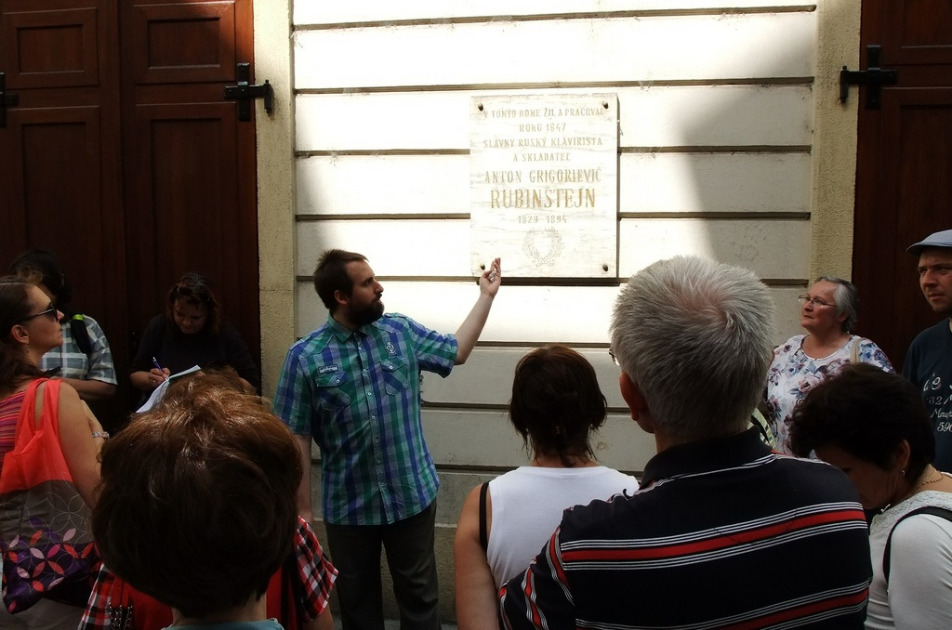 V TOMTO DOME ŽIL A PRACOVAL
ROKU 1847
SLÁVNY RUSKÝ KLAVIRISTA
A SKLADATEĽ
ANTON GRIGORIEVIČ
RUBINŠTEJN
1829 1894